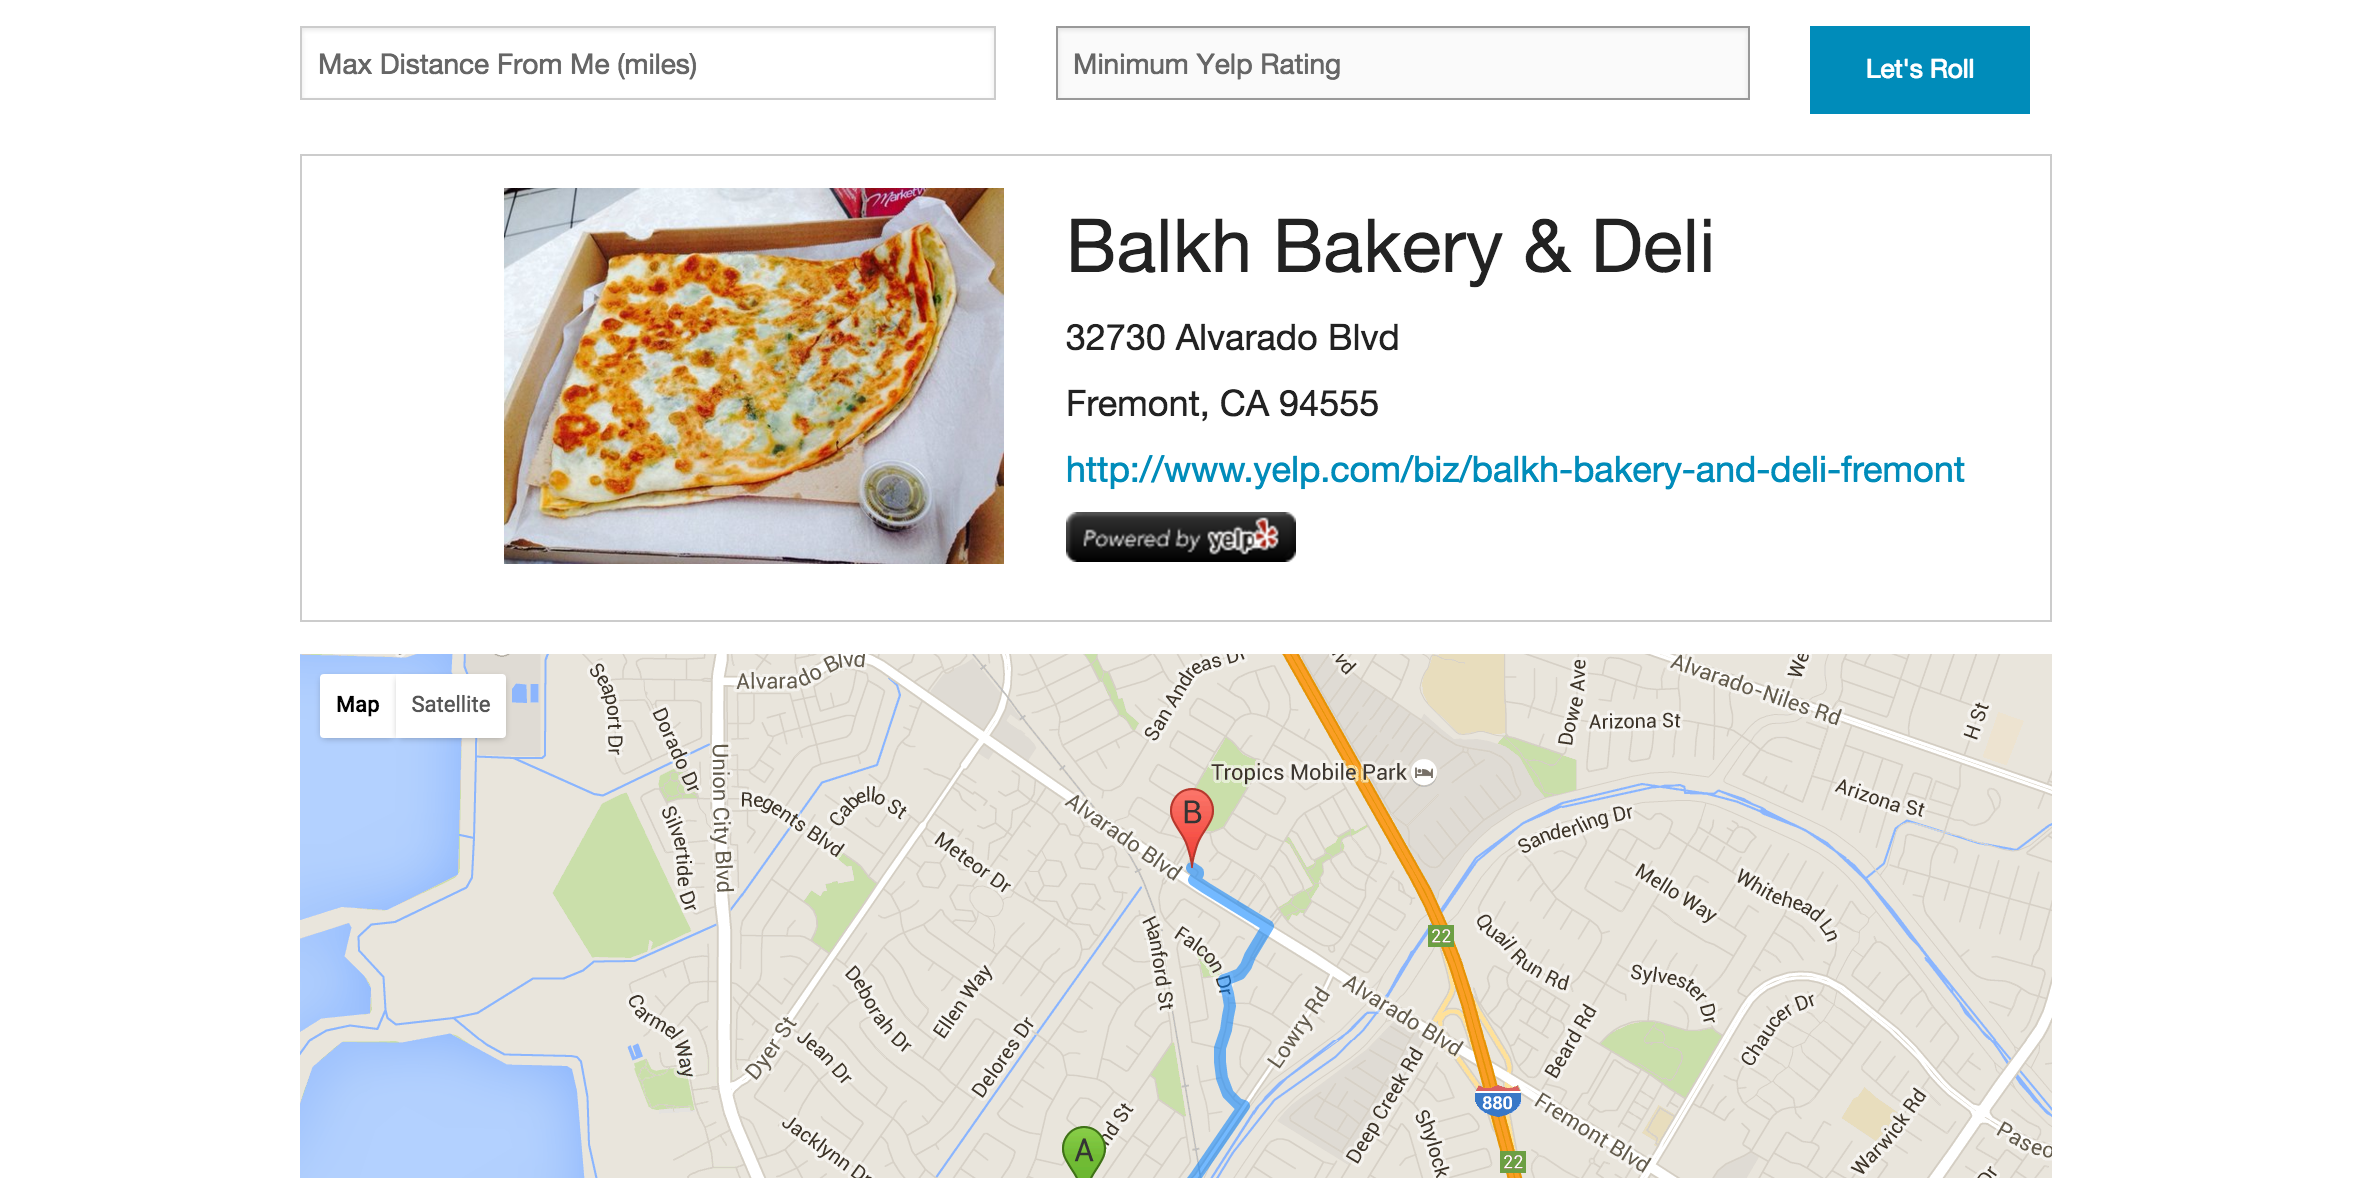 Max Distance From Me (miles)
Minimum Yelp Rating
Let's Roll
Market
Balkh Bakery & Deli
32730 Alvarado Blvd
Fremont, CA 94555
http://www.yelp.com/biz/balkh-bakery-and-deli-fremont
Powered by yelp
Map
Satellite
Seaport Dr
Dorado Dr
Union City Blvd
Alvarado Blvd
San Andreas Dr
Alvarado-Niles Rd
Dowe Ave
Arizona St
H St
Tropics Mobile Park
Regents Blvd
Cabello St
Silvertide Dr
Meteor Dr
Alvarado Blvd
B
Sanderling Dr
Arizona St
Mello Way
Whitehead Ln
Hanford St
Falcon Dr
22
Quail Run Rd
Sylvester Dr
Chaucer Dr
Carmel Way
Deborah Dr
Ellen Way
Delores Dr
Dyer St
Jean Dr
Lowry Rd
Alvarado Blvd
Beard Rd
Deep Creek Rd
880
Fremont Blvd
Warwick Rd
Paseo
Jacklynn Dr
A
nd St
Shylock
22
Dr